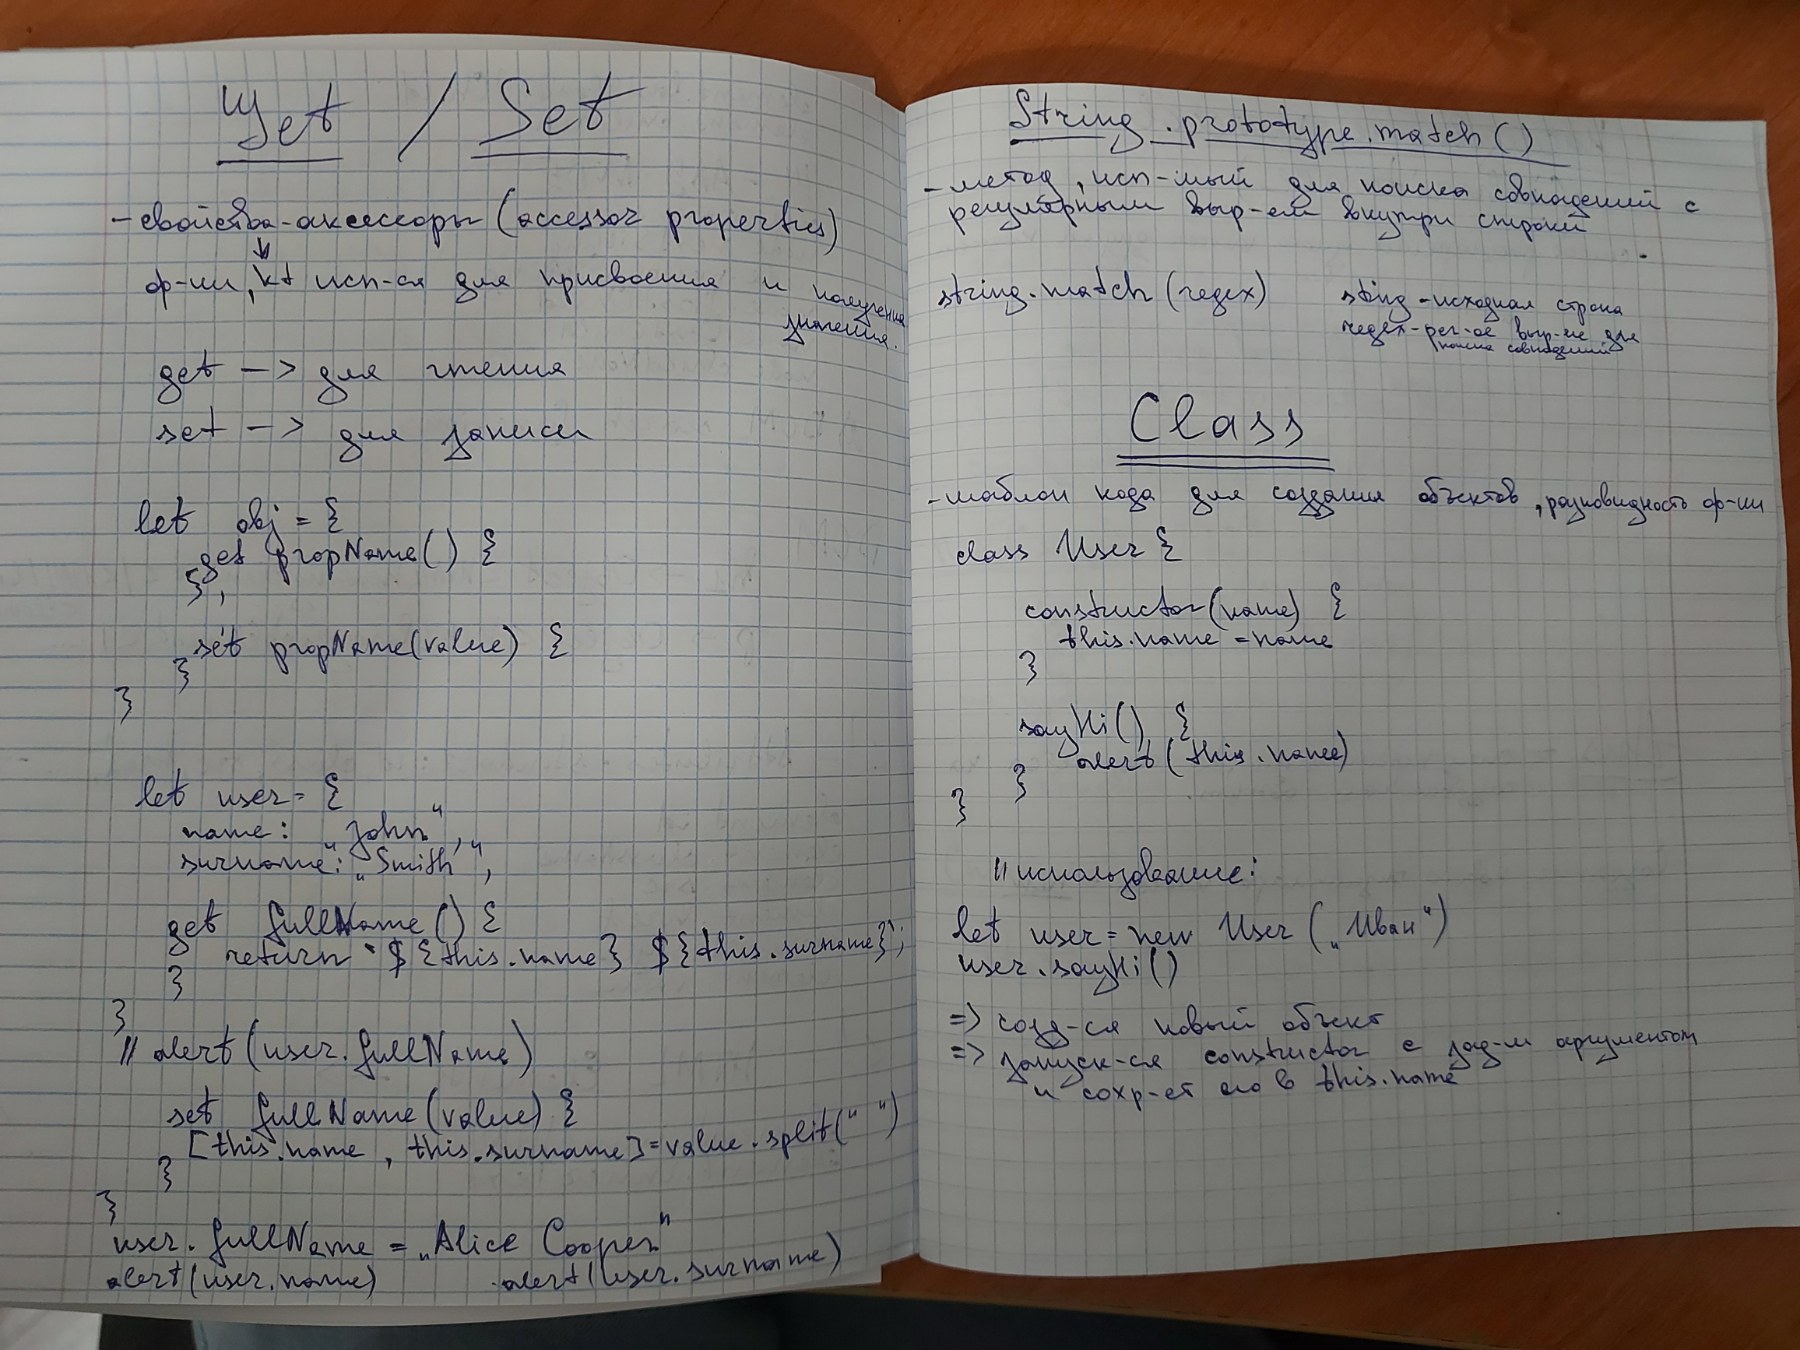 Get / Set
- свойства-аксессоры (accessor properties)
ф-ии, кt исп-ся для присвоения и получения
значения.
get -> для чтения
set -> для записи
let obj = {
get propName() {
},
set propName(value) {
}
}
let user = {
name: „John“,
surname: „Smith“,
get fullName() {
return `${this.name} ${this.surname}`;
}
}
// alert(user.fullName)
set fullName(value) {
[this.name, this.surname] = value.split(" ")
}
}
user.fullName = „Alice Cooper"
alert(user.name) alert(user.surname)
String.prototype.match()
- метод, исп-мый для поиска совпадений с
регулярным выр-ем внутри строки
string.match(regex)
sting - исходная строка
regex - рег-ое выр-ие для
поиска совпадений
Class
- шаблон кода для создания объектов, разновидность ф-ии
class User {
constructor(name) {
this.name = name
}
sayHi() {
alert(this.name)
}
}
// использование:
let user = new User(„Иван“)
user.sayHi()
=> созд-ся новый объект
=> запуск-ся constructor с зад-м аргументом
и сохр-ет его в this.name